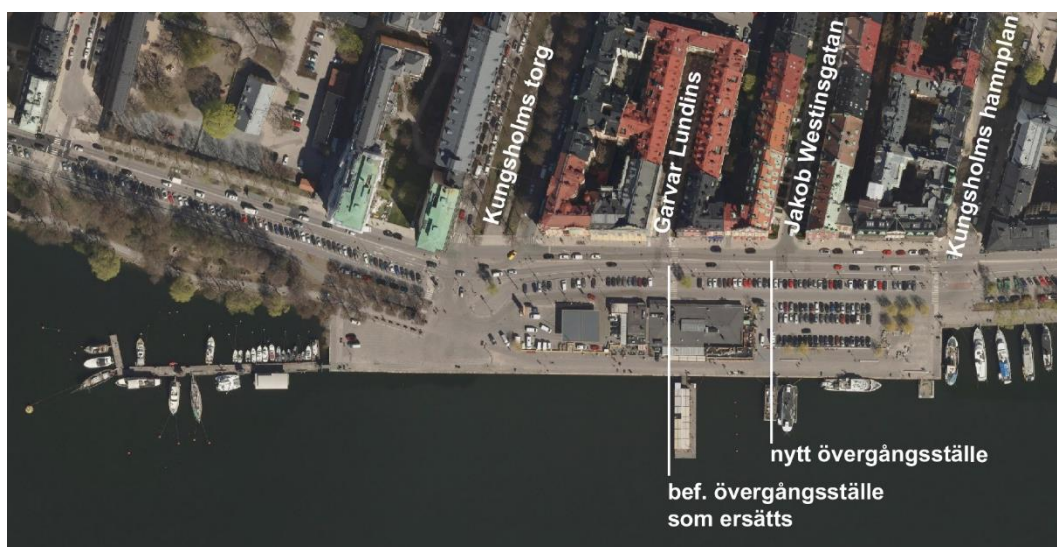 Kungsholms torg
Garvar Lundins
Jakob Westinsgatan
Kungsholms hamnplan
nytt övergångsställe
bef. övergångsställe
som ersätts